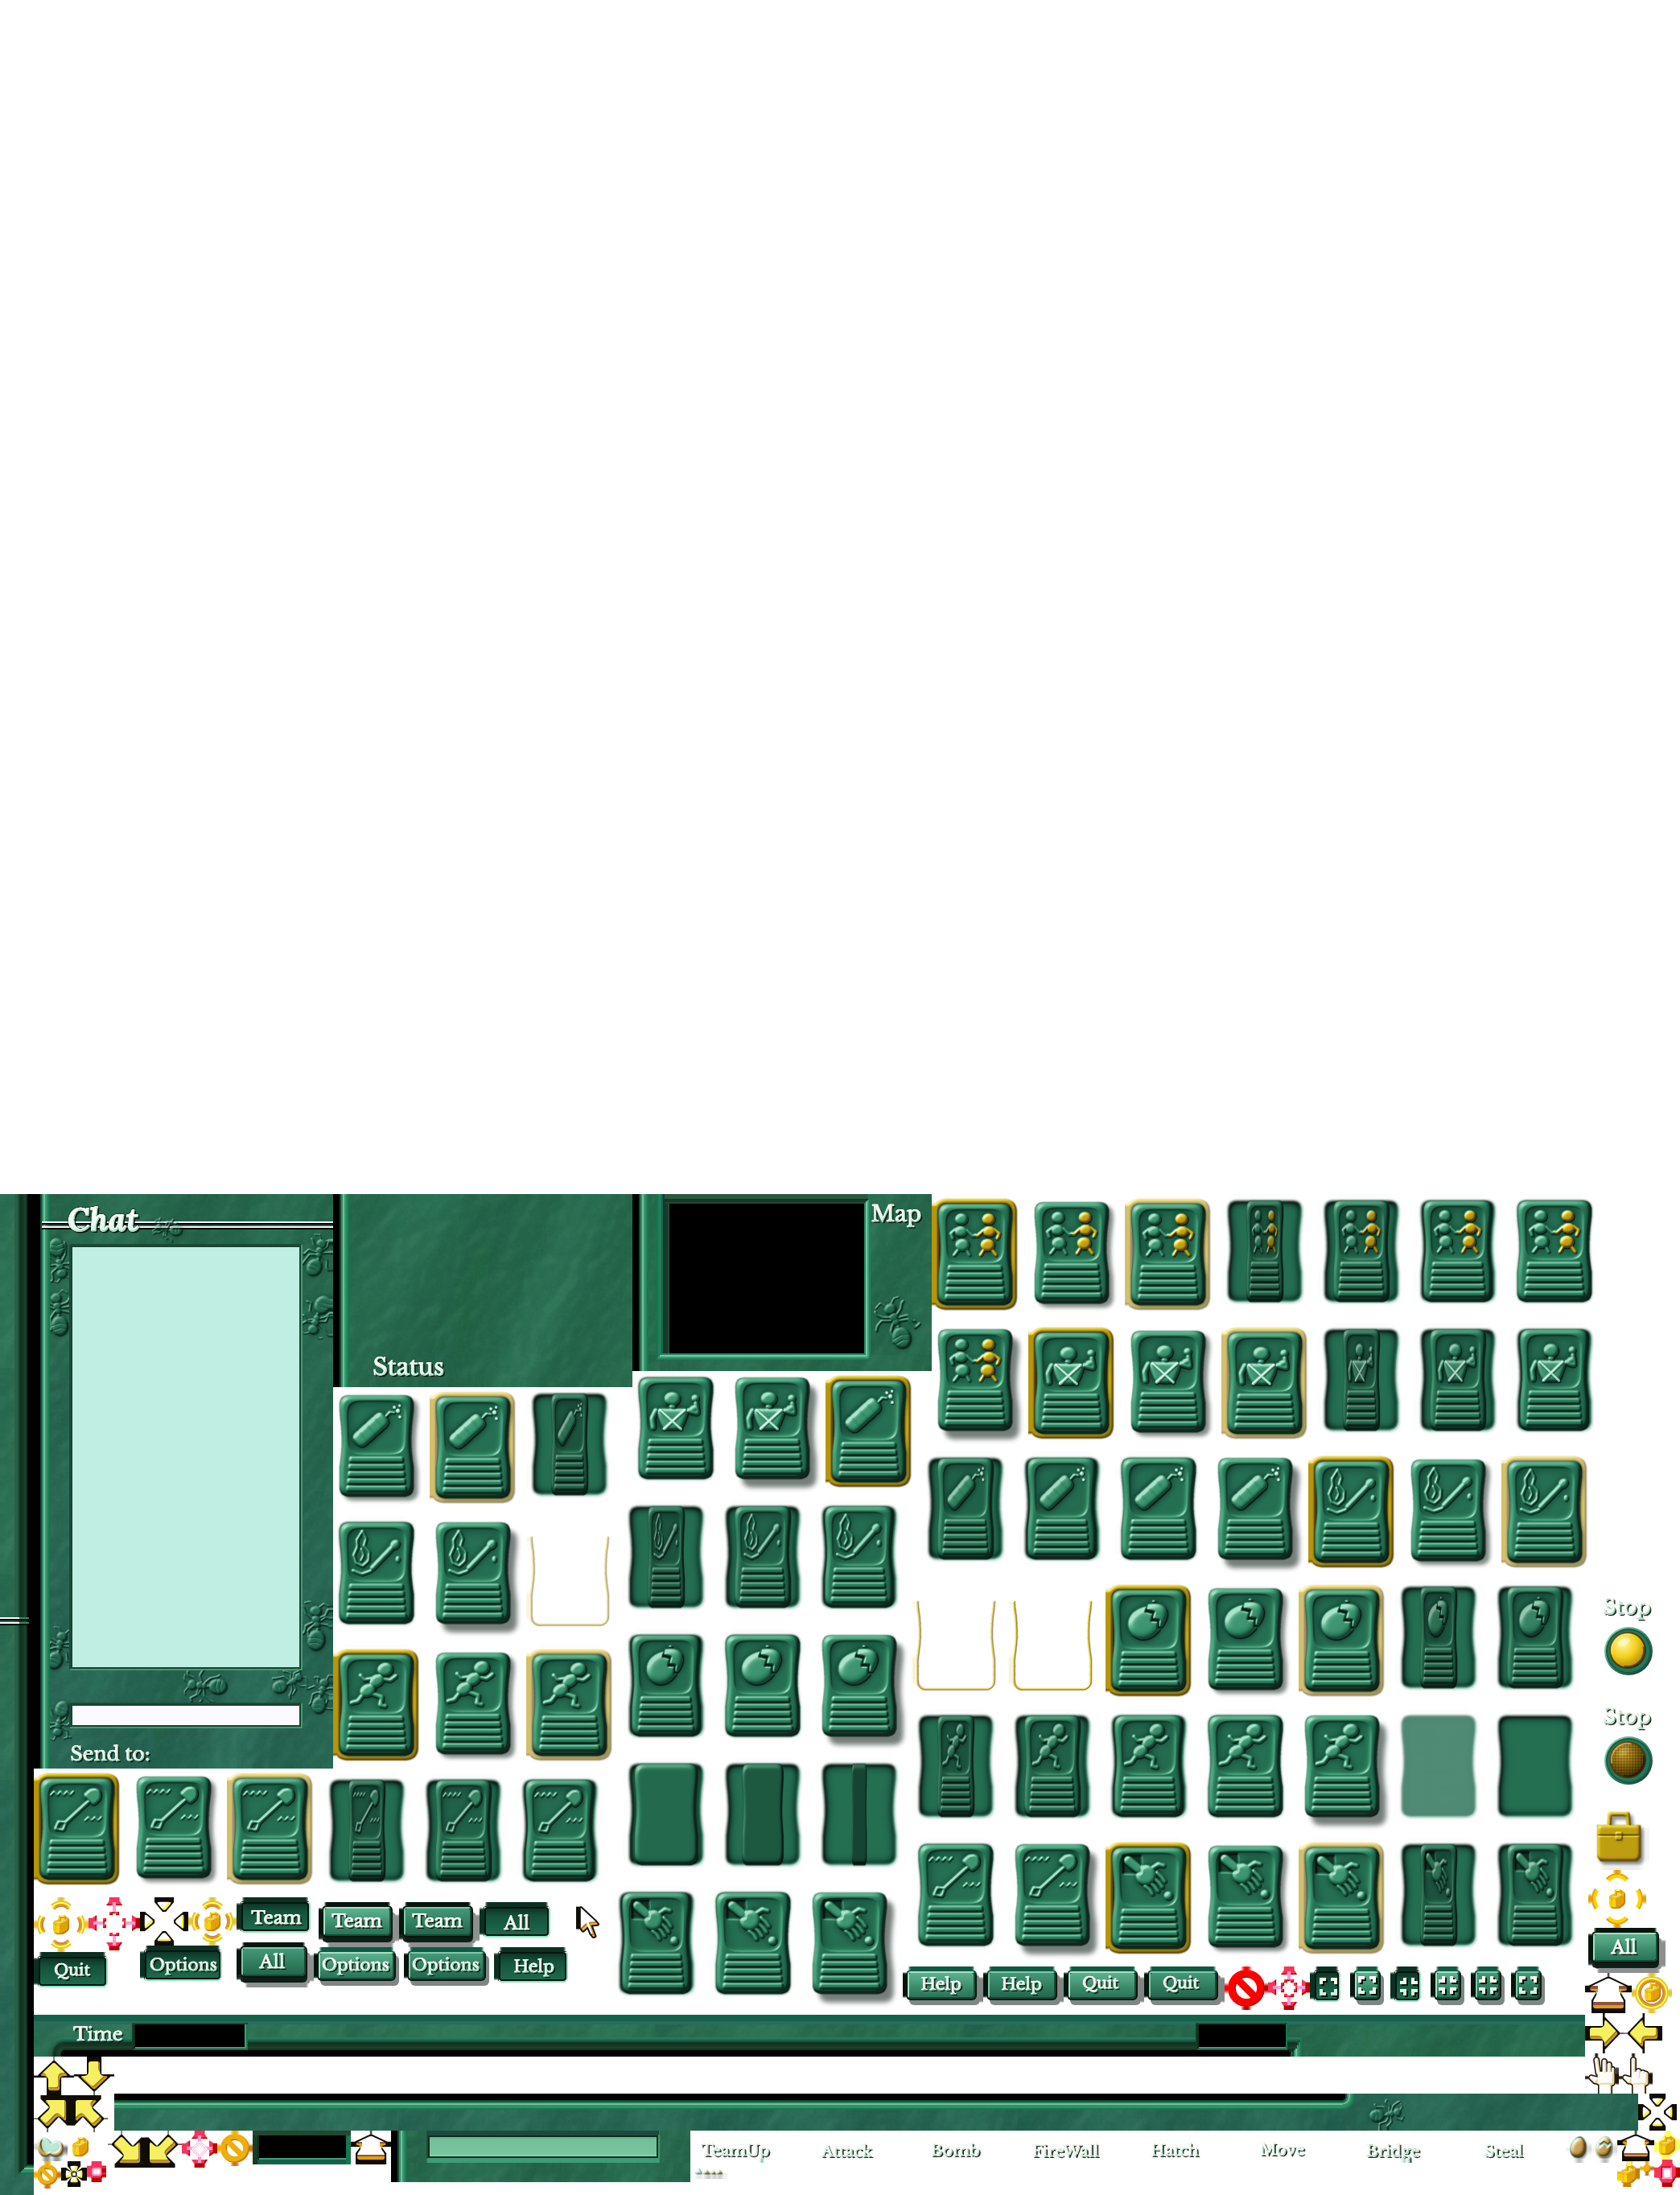 Chat
Map
Status
Stop
Stop
Send to:
Team
Team
Team
All
All
Quit
Options
All
Options
Options
Help
Help
Help
Quit
Quit
Time
TeamUp
Attack
Bomb
FireWall
Hatch
Move
Bridge
Steal